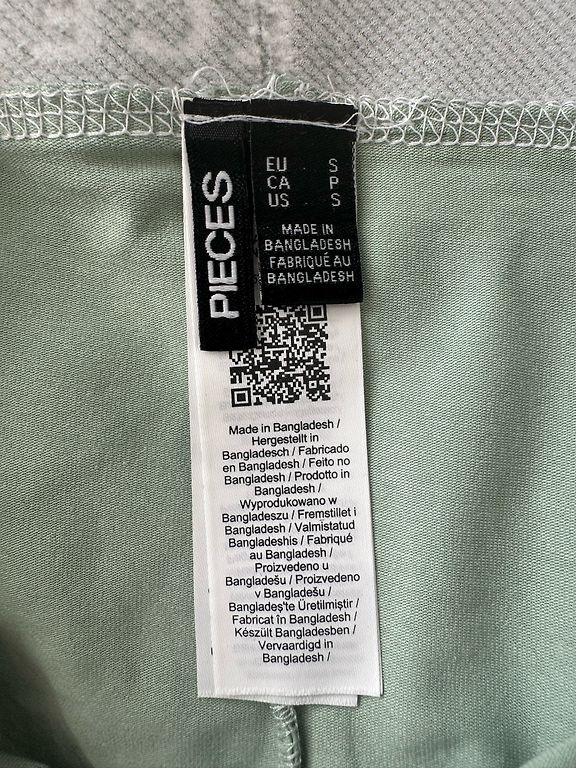 PIECES
EU S
CA P
US S
MADE IN
BANGLADESH
FABRIQUÉ AU
BANGLADESH
Made in Bangladesh /
Hergestellt in
Bangladesch / Fabricado
en Bangladesh / Feito no
Bangladesh / Prodotto in
Bangladesh /
Wyprodukowano w
Bangladeszu / Fremstillet i
Bangladesh / Valmistatud
Bangladeshis / Fabriqué
au Bangladesh /
Proizvedeno u
Bangladešu / Proizvedeno
v Bangladešu /
Bangladeş'te Üretilmiştir /
Fabricat în Bangladesh /
Készült Bangladesben /
Vervaardigd in
Bangladesh /